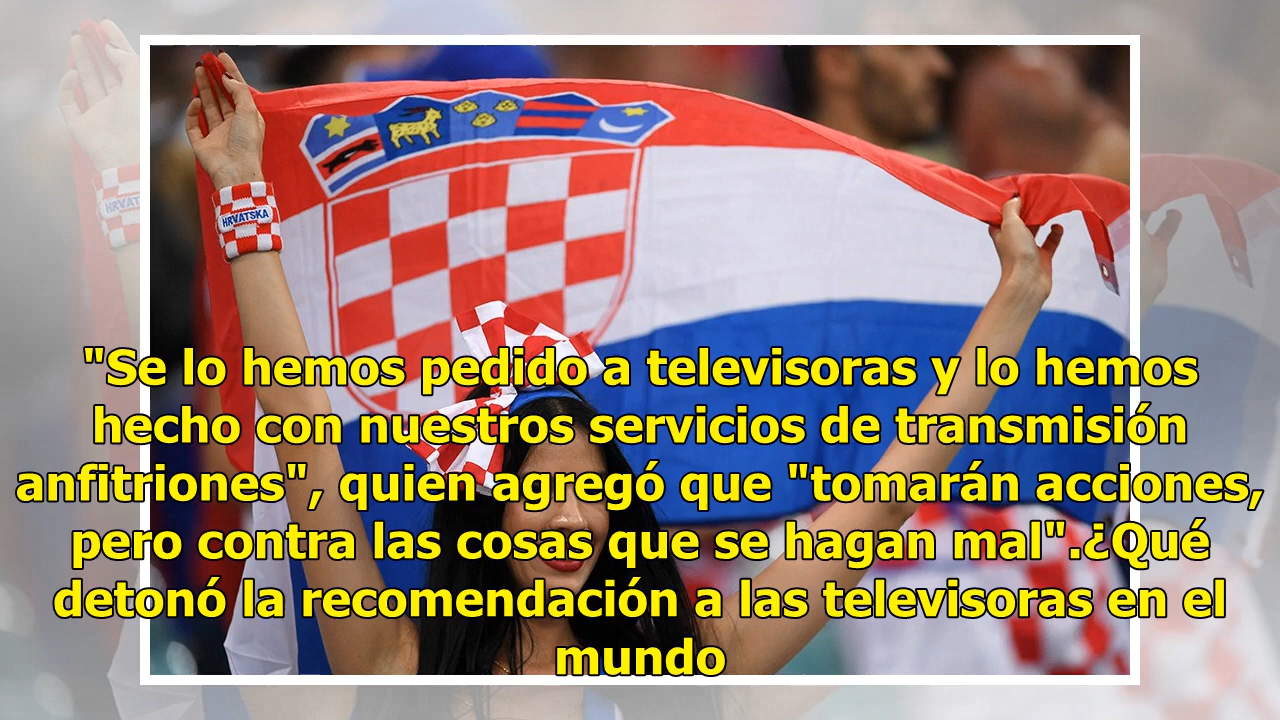 HRVATSKA
"Se lo hemos pedido a televisoras y lo hemos
hecho con nuestros servicios de transmisión
anfitriones", quien agregó que "tomarán acciones,
pero contra las cosas que se hagan mal".¿Qué
detonó la recomendación a las televisoras en el
mundo